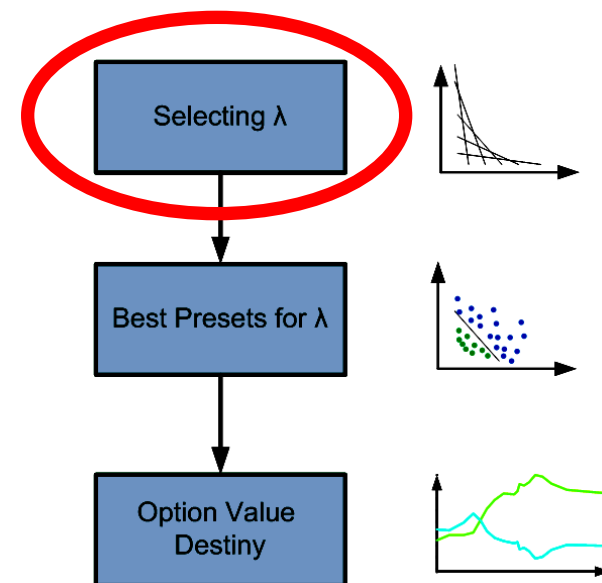 Selecting λ
Best Presets for λ
Option Value
Destiny